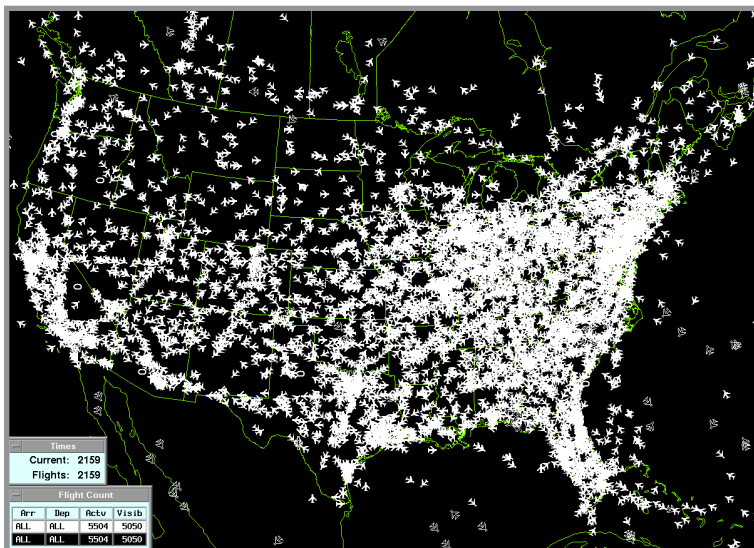 Times
Current: 2159
Flights: 2159
Flight Count
Arr Dep Actv Visib
ALL ALL 5504 5050
ALL ALL 5504 5050